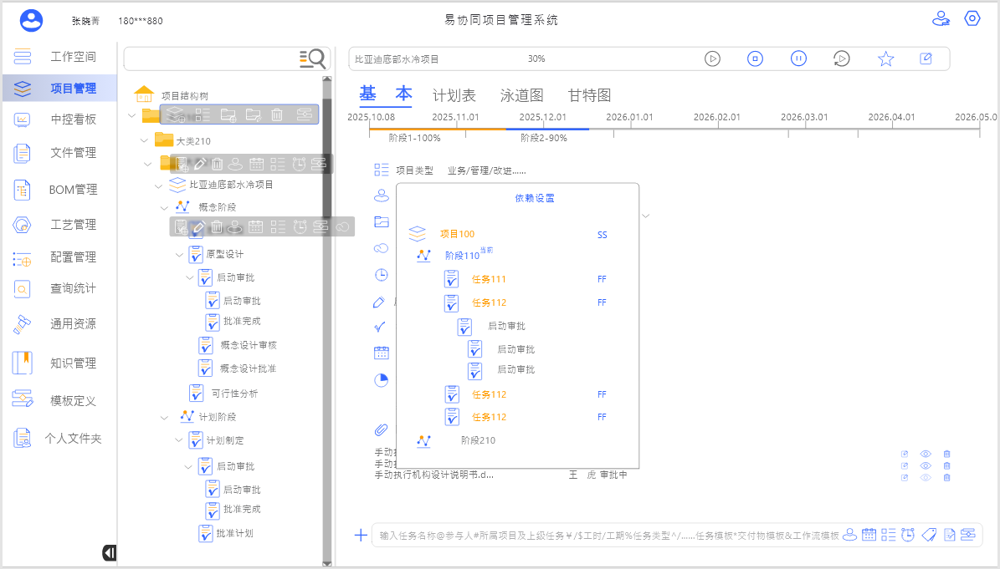 张晓菁 180***880 易协同项目管理系统
工作空间
项目管理
中控看板
文件管理
BOM管理
工艺管理
配置管理
查询统计
通用资源
知识管理
模板定义
个人文件夹
项目结构树
大类210
比亚迪底部水冷项目
概念阶段
原型设计
启动审批
启动审批
批准完成
概念设计审核
概念设计批准
可行性分析
计划阶段
计划制定
启动审批
启动审批
批准完成
批准计划
比亚迪底部水冷项目 30%
基 本 计划表 泳道图 甘特图
2025.10.08 2025.11.01 2025.12.01 2026.01.01 2026.02.01 2026.03.01 2026.04.01 2026.05.0
阶段1-100% 阶段2-90%
项目类型 业务/管理/改进......
依赖设置
项目100 SS
阶段110当前
任务111 FF
任务112 FF
启动审批
启动审批
启动审批
任务112 FF
任务112 FF
阶段210
手动
手动
手动执行机构设计说明书.d... 王 虎 审批中
输入任务名称@参与人#所属项目及上级任务￥/$工时/工期%任务类型^/......任务模板*交付物模板&工作流模板